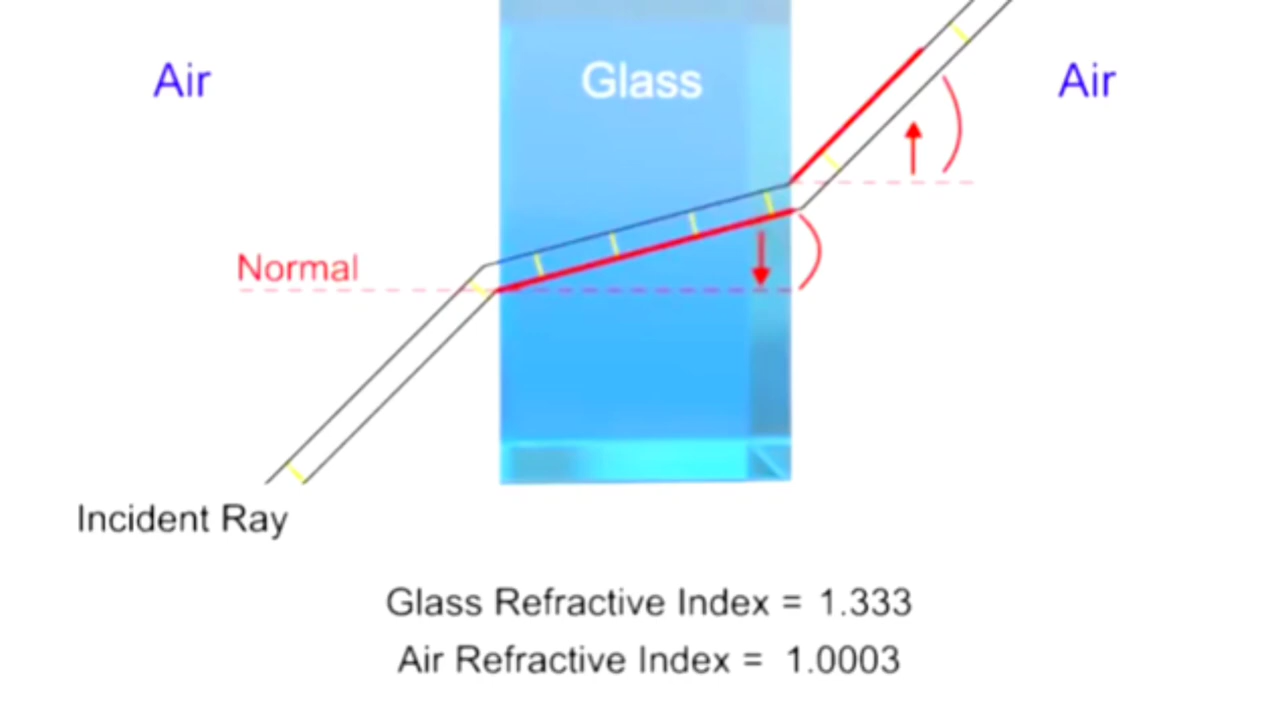 Air
Glass
Air
Normal
Incident Ray
Glass Refractive Index = 1.333
Air Refractive Index = 1.0003